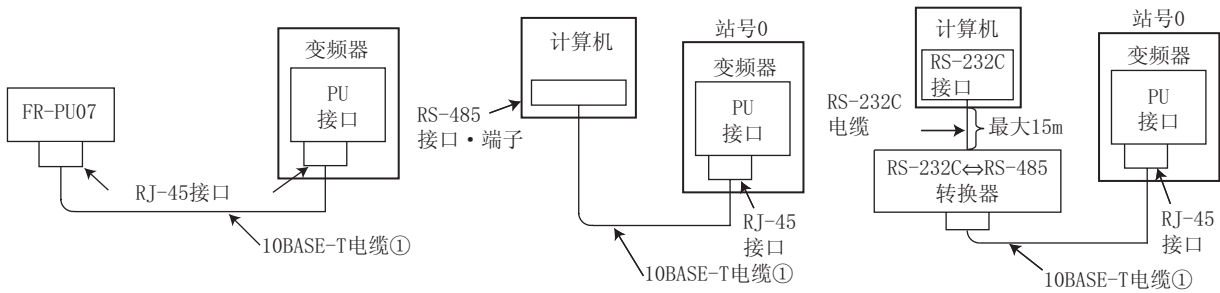 FR-PU07
变频器
PU
接口
RJ-45接口
10BASE-T电缆①
计算机
RS-485
接口·端子
站号0
变频器
PU
接口
RJ-45
接口
10BASE-T电缆①
计算机
RS-232C
接口
RS-232C
电缆
最大15m
RS-232C⇔RS-485
转换器
站号0
变频器
PU
接口
RJ-45
接口
10BASE-T电缆①